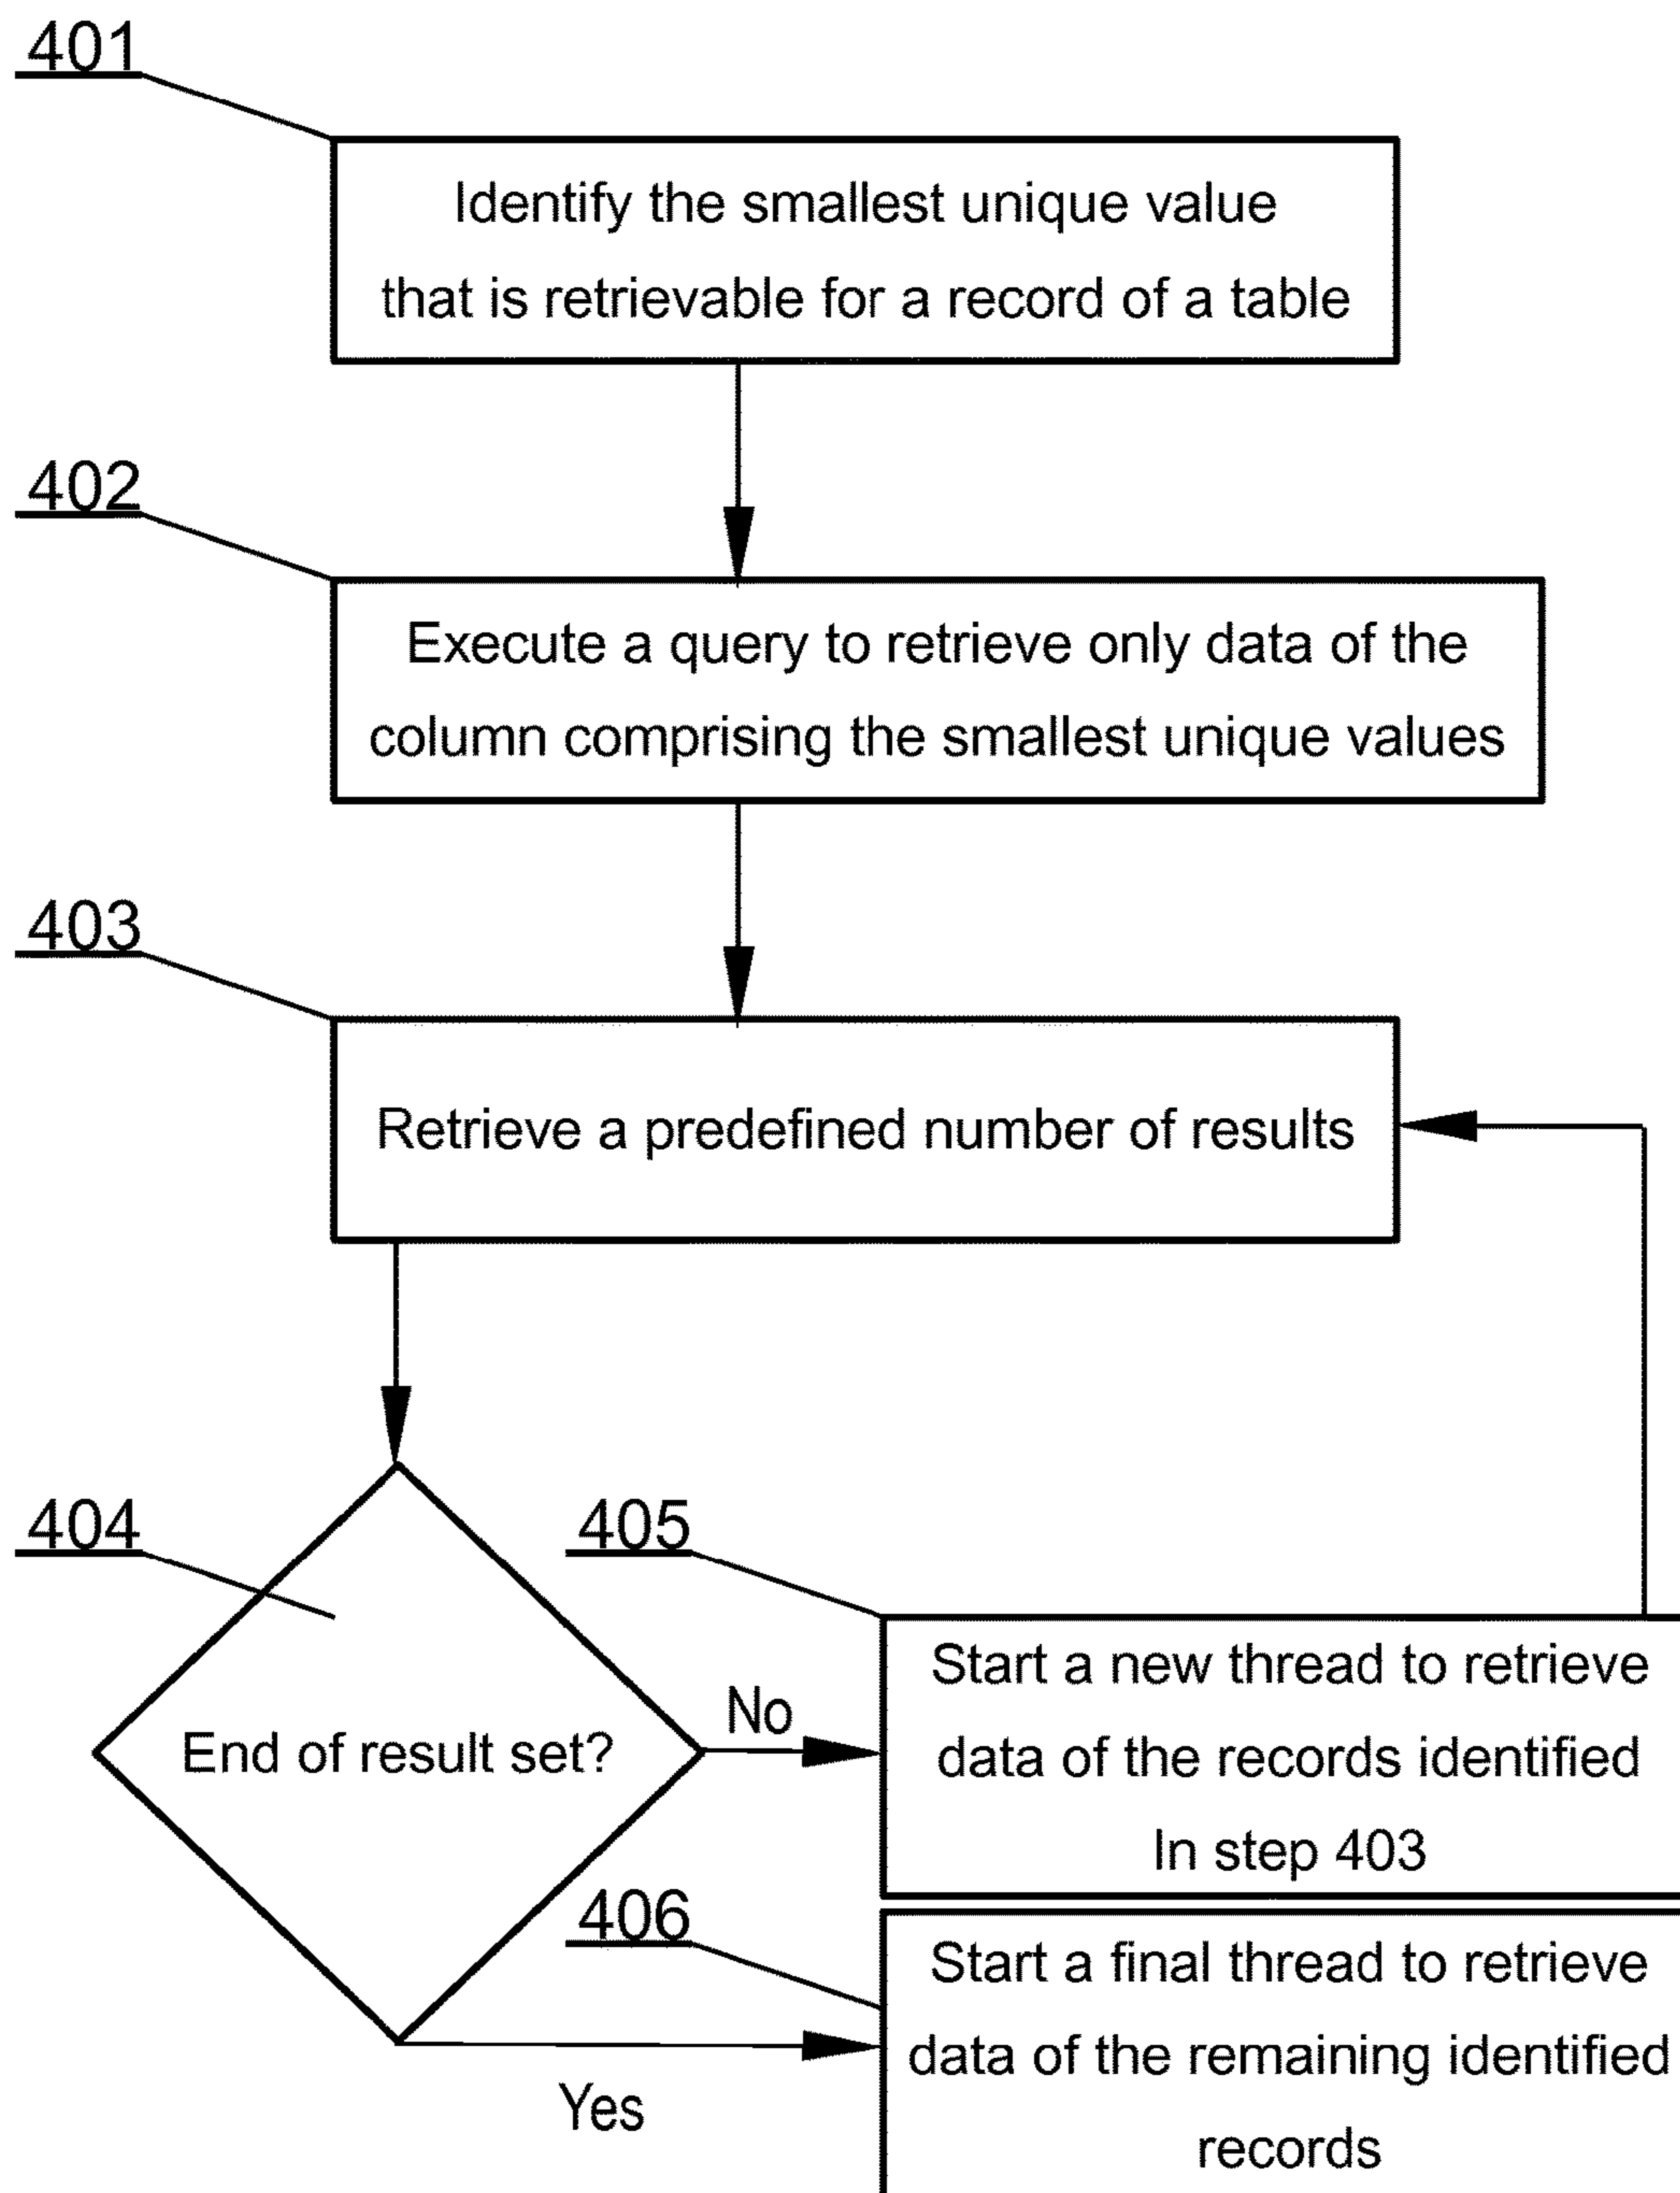 401
Identify the smallest unique value
that is retrievable for a record of a table
402
Execute a query to retrieve only data of the
column comprising the smallest unique values
403
Retrieve a predefined number of results
404
End of result set?
No
Yes
405
Start a new thread to retrieve
data of the records identified
In step 403
406
Start a final thread to retrieve
data of the remaining identified
records